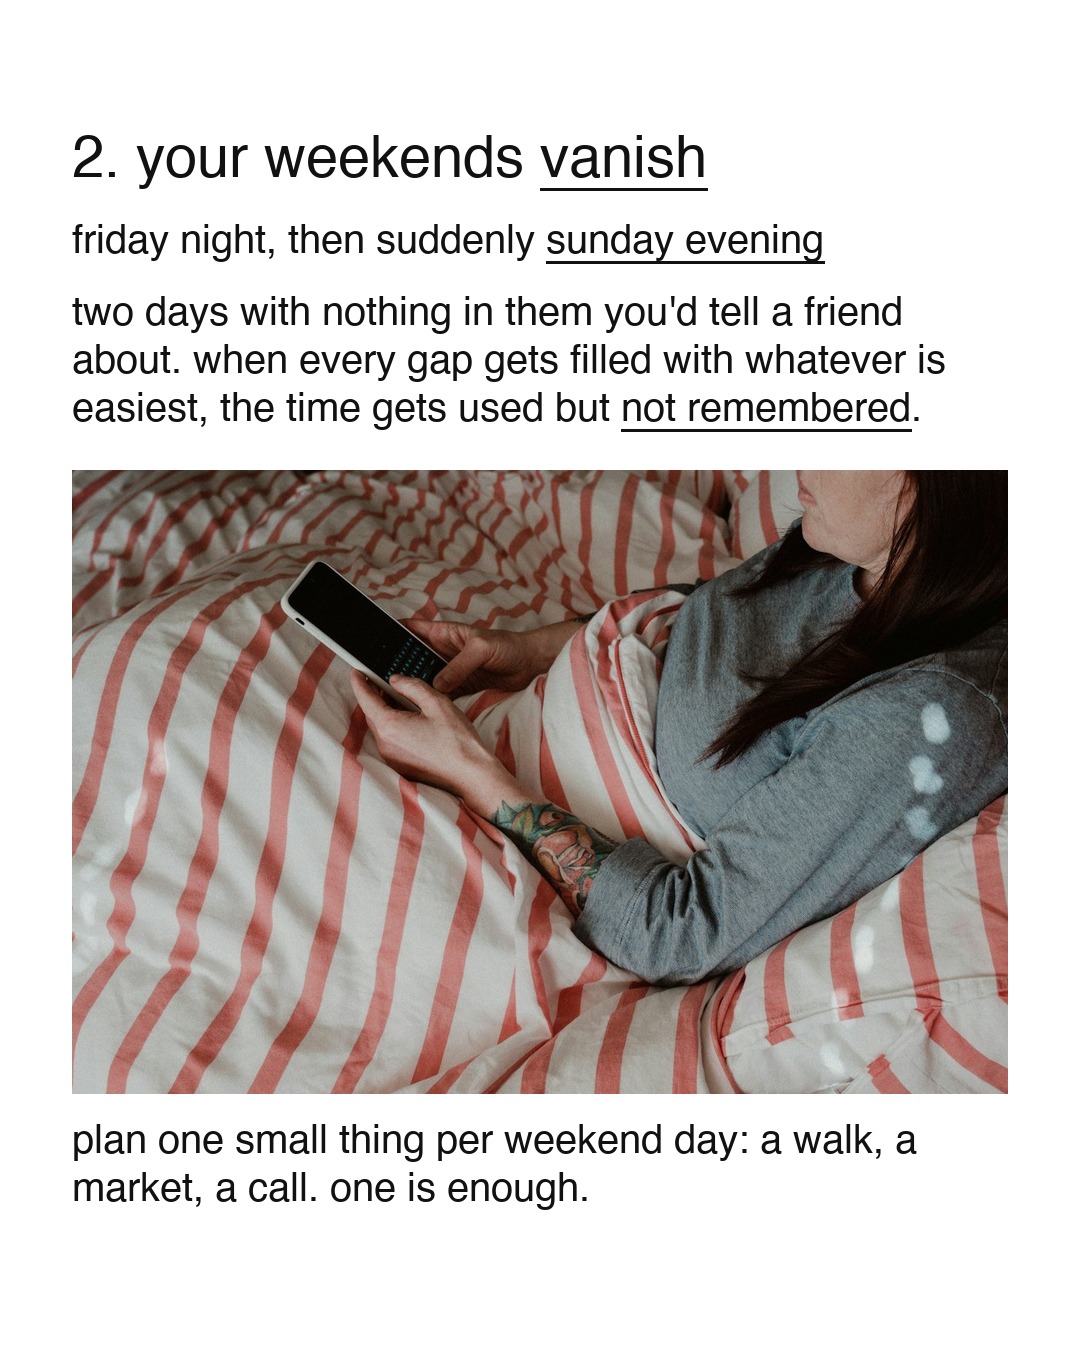 2. your weekends vanish
friday night, then suddenly sunday evening
two days with nothing in them you'd tell a friend
about. when every gap gets filled with whatever is
easiest, the time gets used but not remembered.
plan one small thing per weekend day: a walk, a
market, a call. one is enough.